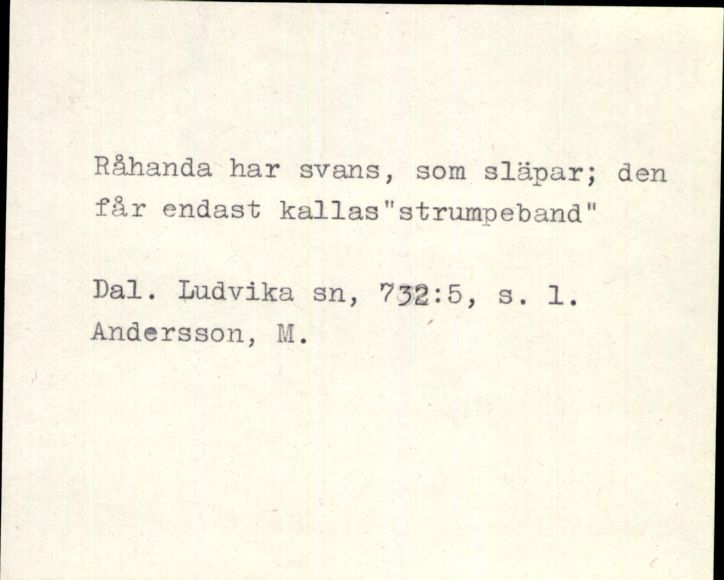 Råhanda har svans, som släpar; den
får endast kallas"strumpeband"
Dal. Ludvika sn, 732:5, s. 1.
Andersson, M.